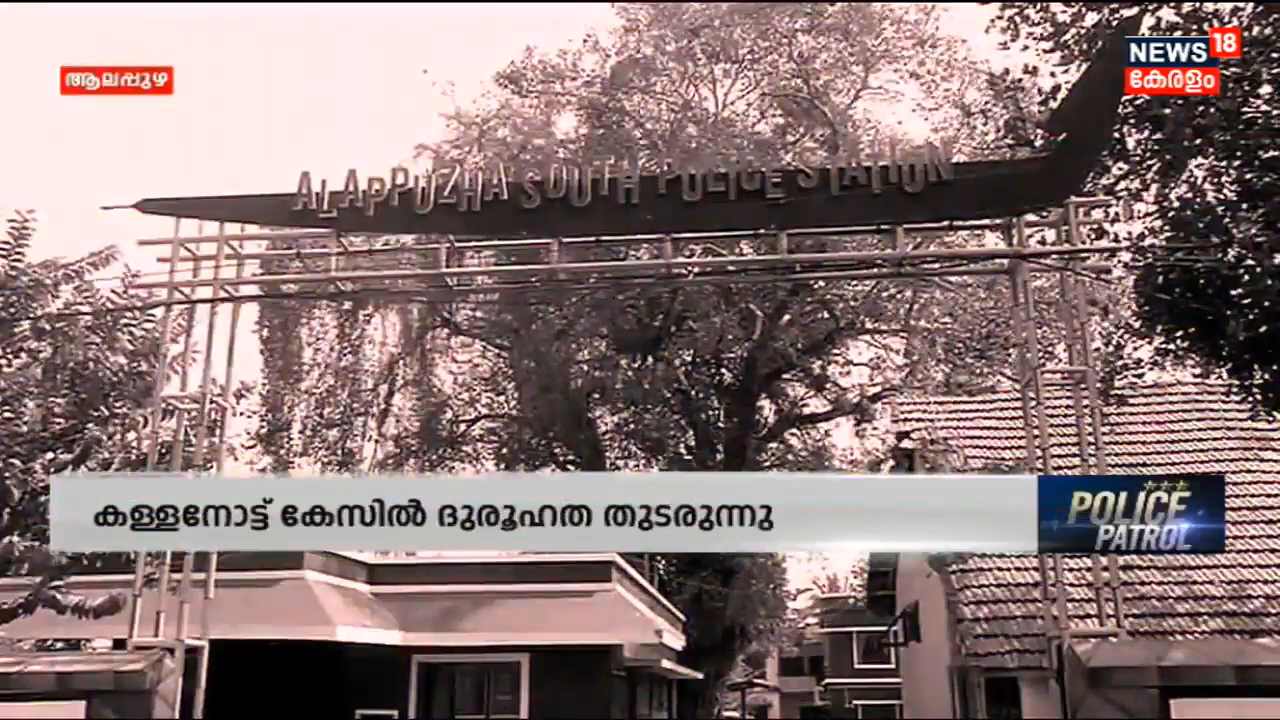 ആലപ്പുഴ
NEWS 18
കേരളം
ALAPPUZHA SOUTH POLICE STATION
കള്ളനോട്ട് കേസിൽ ദുരൂഹത തുടരുന്നു
POLICE
PATROL